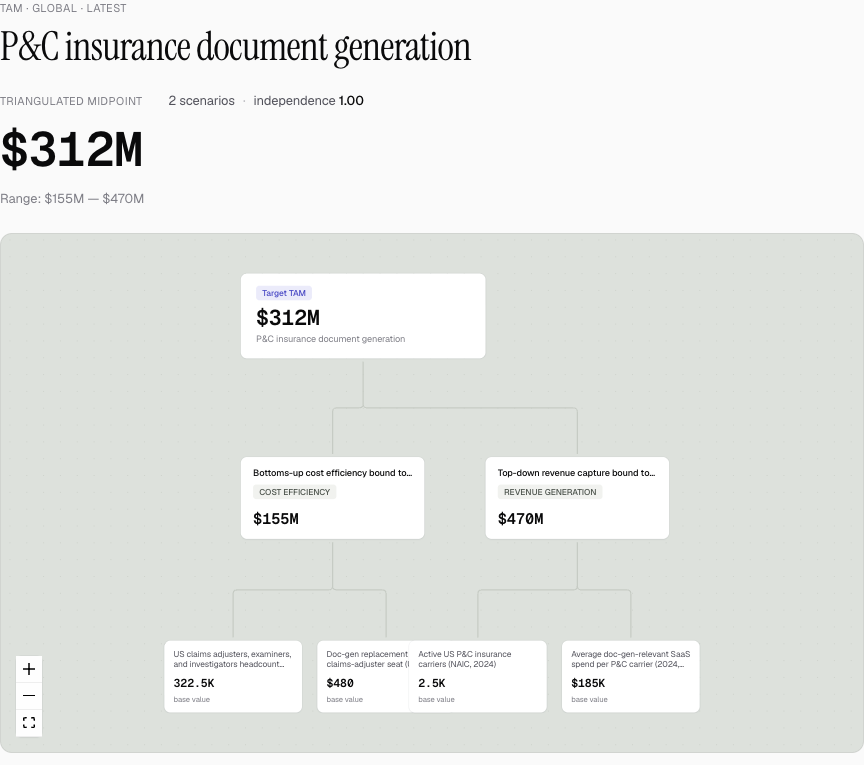 TAM · GLOBAL · LATEST
P&C insurance document generation
TRIANGULATED MIDPOINT 2 scenarios · independence 1.00
$312M
Range: $155M — $470M
Target TAM
$312M
P&C insurance document generation
Bottoms-up cost efficiency bound to…
COST EFFICIENCY
$155M
Top-down revenue capture bound to…
REVENUE GENERATION
$470M
US claims adjusters, examiners,
and investigators headcount…
322.5K
base value
Doc-gen replacement
claims-adjuster seat
$480
base value
Active US P&C insurance
carriers (NAIC, 2024)
2.5K
base value
Average doc-gen-relevant SaaS
spend per P&C carrier (2024,…
$185K
base value